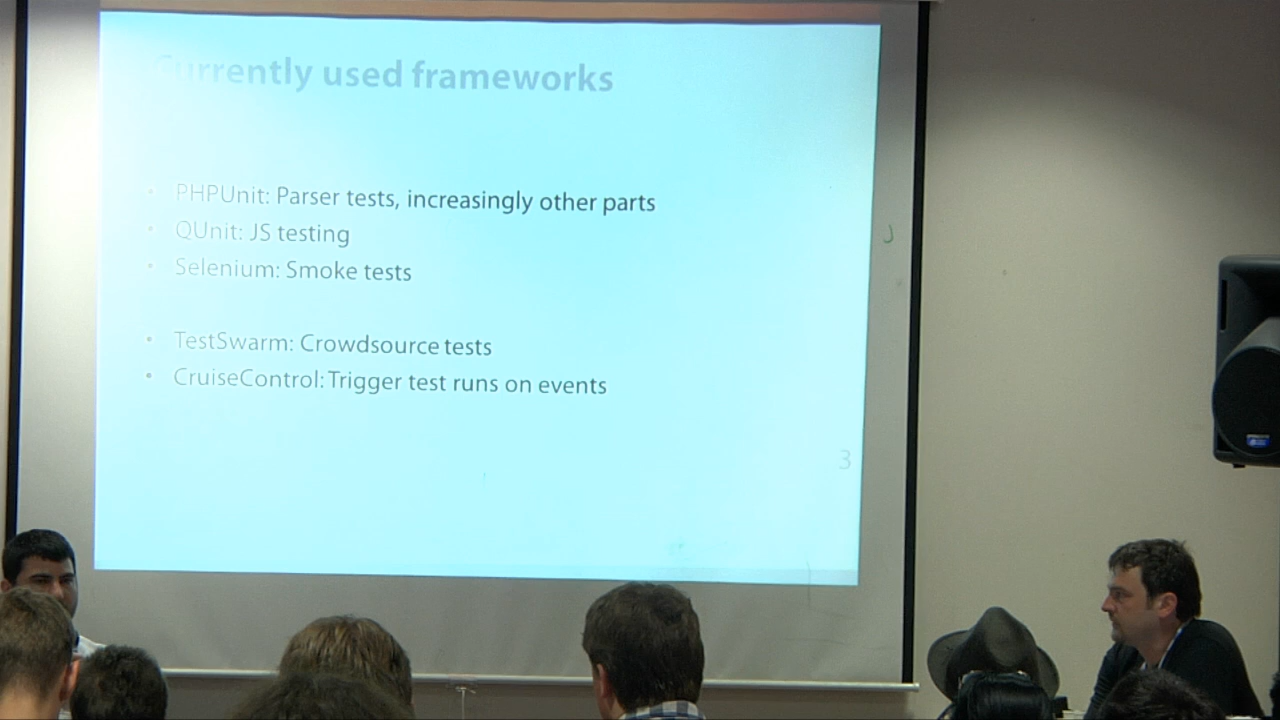 Currently used frameworks
• PHPUnit: Parser tests, increasingly other parts
• QUnit: JS testing
• Selenium: Smoke tests
• TestSwarm: Crowdsource tests
• CruiseControl: Trigger test runs on events
3